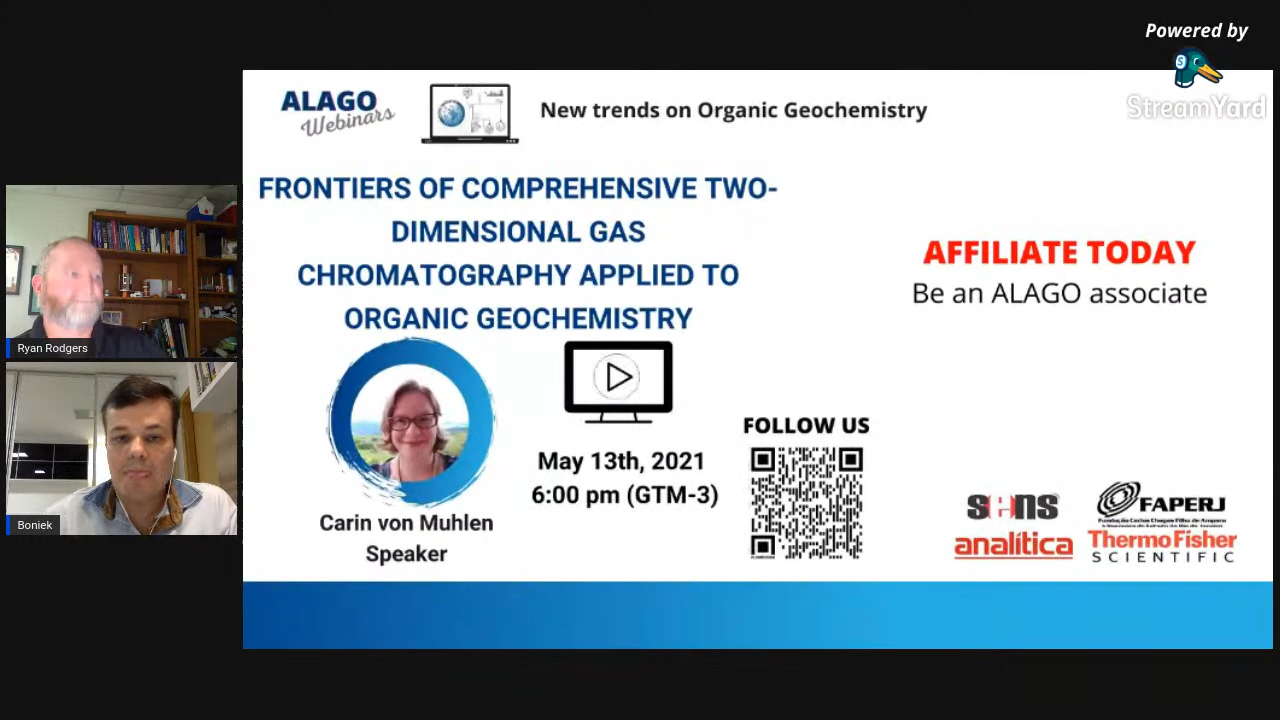 Powered by
StreamYard
ALAGO
Webinars
New trends on Organic Geochemistry
FRONTIERS OF COMPREHENSIVE TWO-
DIMENSIONAL GAS
CHROMATOGRAPHY APPLIED TO
ORGANIC GEOCHEMISTRY
AFFILIATE TODAY
Be an ALAGO associate
Ryan Rodgers
Boniek
Carin von Muhlen
Speaker
May 13th, 2021
6:00 pm (GTM-3)
FOLLOW US
sens
analítica
FAPERJ
ThermoFisher
SCIENTIFIC